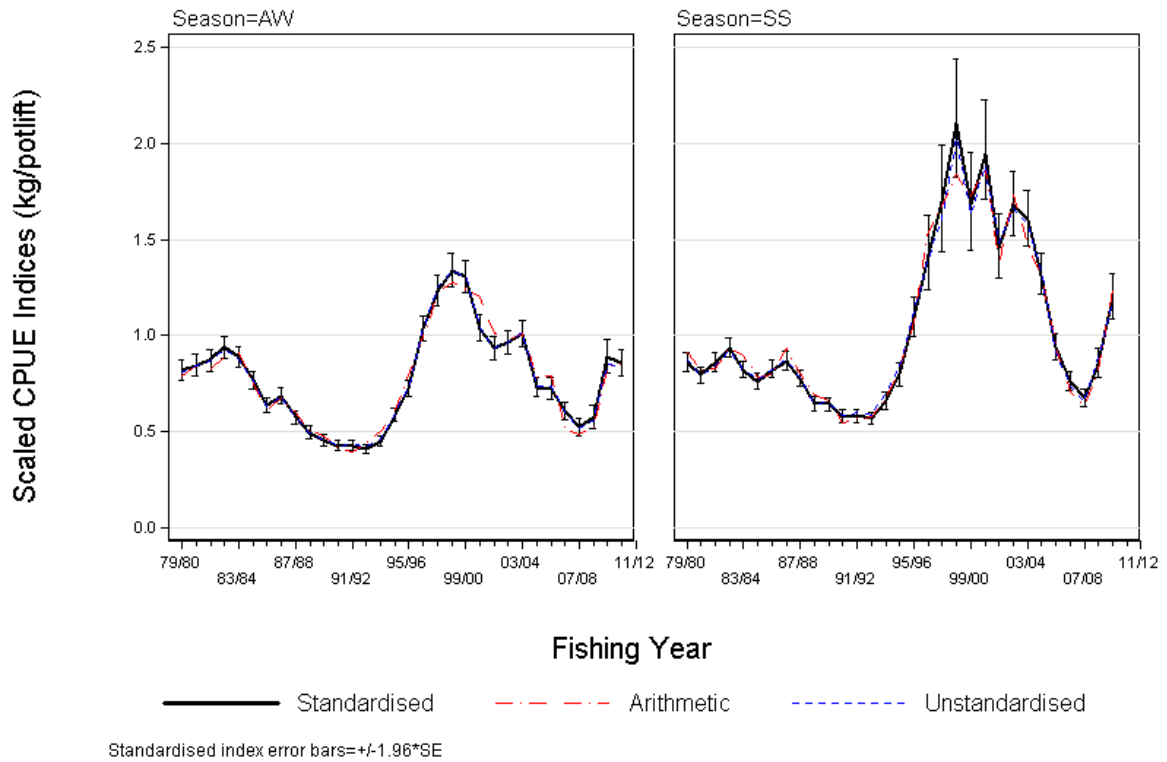 Season=AW
Season=SS
Scaled CPUE Indices (kg/potlift)
2.5
2.0
1.5
1.0
0.5
0.0
79/80 87/88 95/96 03/04 11/12
83/84 91/92 99/00 07/08
79/80 87/88 95/96 03/04 11/12
83/84 91/92 99/00 07/08
Fishing Year
Standardised Arithmetic Unstandardised
Standardised index error bars=+/-1.96*SE